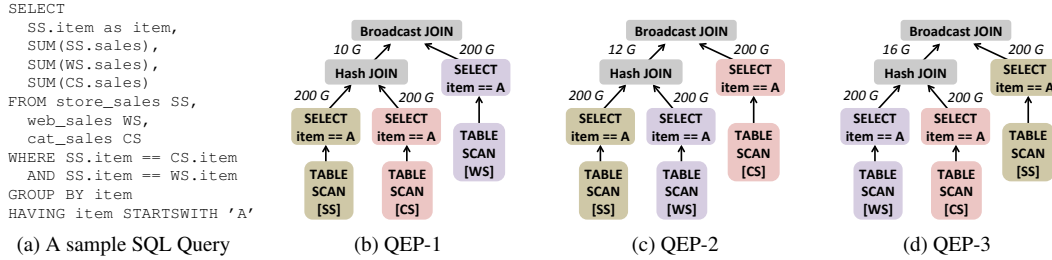 SELECT
SS.item as item,
SUM(SS.sales),
SUM(WS.sales),
SUM(CS.sales)
FROM store_sales SS,
web_sales WS,
cat_sales CS
WHERE SS.item == CS.item
AND SS.item == WS.item
GROUP BY item
HAVING item STARTSWITH 'A'
(a) A sample SQL Query
Broadcast JOIN
10 G
200 G
Hash JOIN
SELECT
item == A
200 G
200 G
SELECT
item == A
SELECT
item == A
TABLE
SCAN
[WS]
TABLE
SCAN
[SS]
TABLE
SCAN
[CS]
(b) QEP-1
Broadcast JOIN
12 G
200 G
Hash JOIN
SELECT
item == A
200 G
200 G
SELECT
item == A
SELECT
item == A
TABLE
SCAN
[CS]
TABLE
SCAN
[SS]
TABLE
SCAN
[WS]
(c) QEP-2
Broadcast JOIN
16 G
200 G
Hash JOIN
SELECT
item == A
200 G
200 G
SELECT
item == A
SELECT
item == A
TABLE
SCAN
[SS]
TABLE
SCAN
[WS]
TABLE
SCAN
[CS]
(d) QEP-3